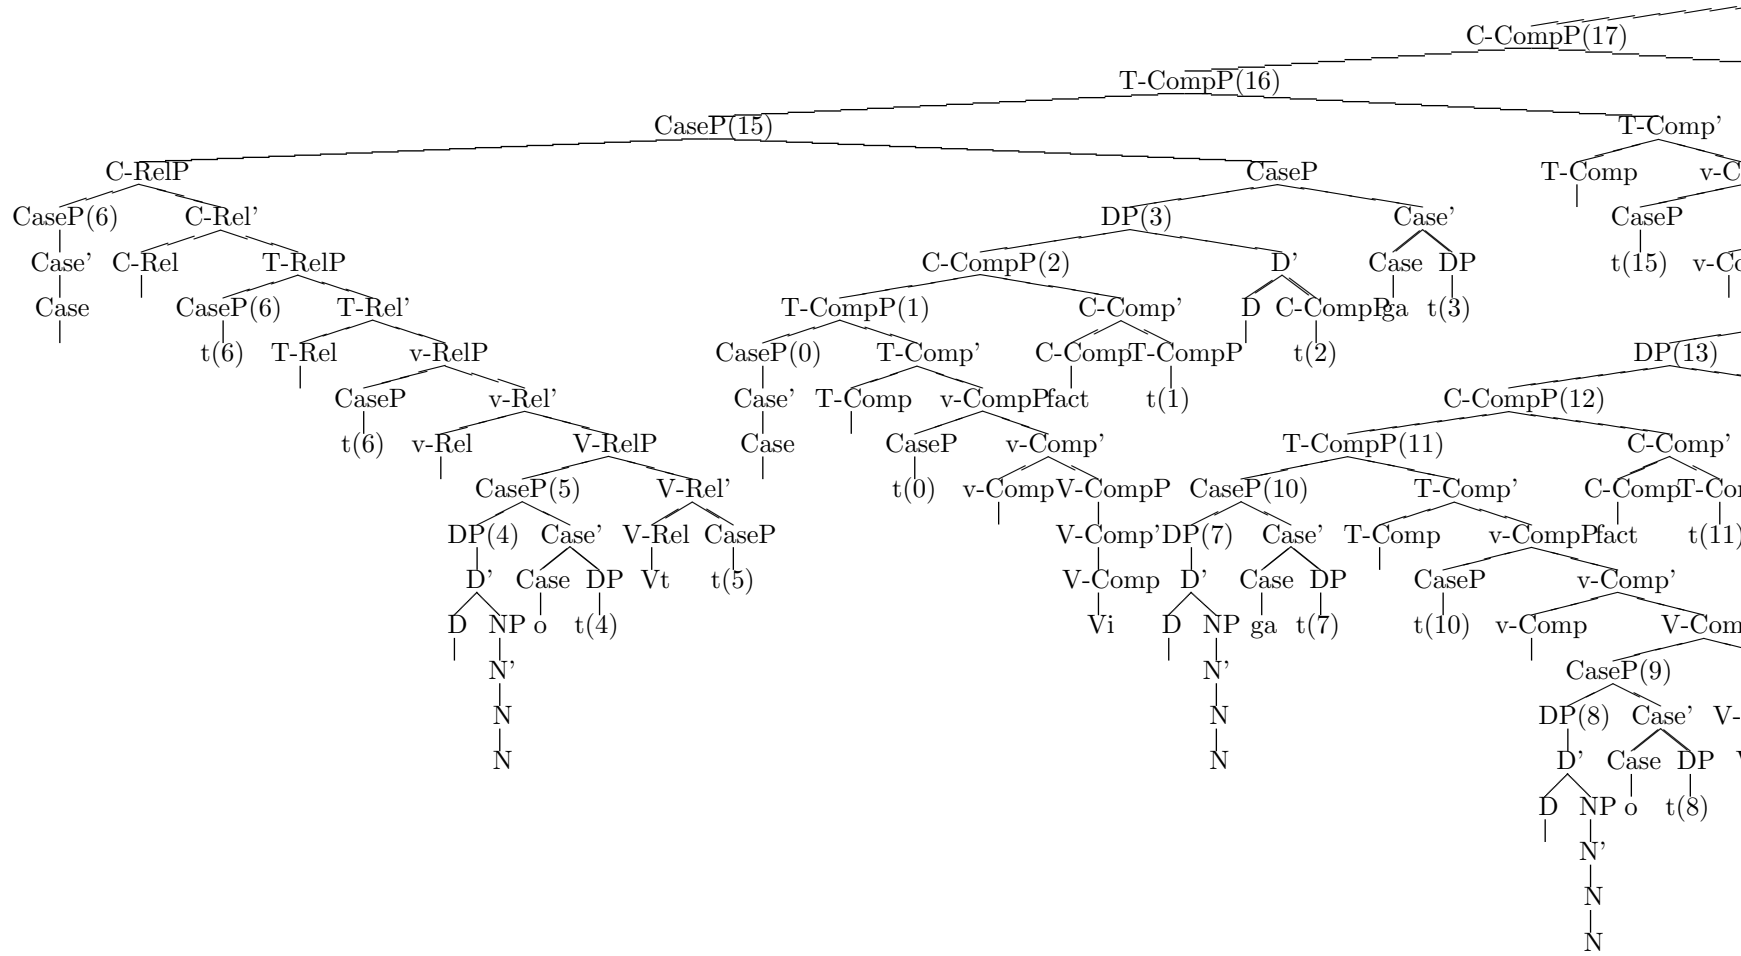 C-CompP(17)
T-CompP(16)
CaseP(15) T-Comp’
C-RelP CaseP T-Comp v-C
CaseP(6) C-Rel’ DP(3) Case’ CaseP
Case’ C-Rel T-RelP C-CompP(2) D’ Case DP t(15) v-Co
Case CaseP(6) T-Rel’ T-CompP(1) C-Comp’ D C-CompP ga t(3)
t(6) T-Rel v-RelP CaseP(0) T-Comp’ C-Comp T-CompP t(2) DP(13)
CaseP v-Rel’ Case’ T-Comp v-CompP fact t(1) C-CompP(12)
t(6) v-Rel V-RelP Case CaseP v-Comp’ T-CompP(11) C-Comp’
CaseP(5) V-Rel’ t(0) v-Comp V-CompP CaseP(10) T-Comp’ C-Comp T-Com
DP(4) Case’ V-Rel CaseP V-Comp’ DP(7) Case’ T-Comp v-CompP fact t(11)
D’ Case DP Vt t(5) V-Comp D’ Case DP CaseP v-Comp’
D NP o t(4) Vi D NP ga t(7) t(10) v-Comp V-Com
N’ N’ CaseP(9)
N N DP(8) Case’ V-
N N D’ Case DP
D NP o t(8)
N’
N
N